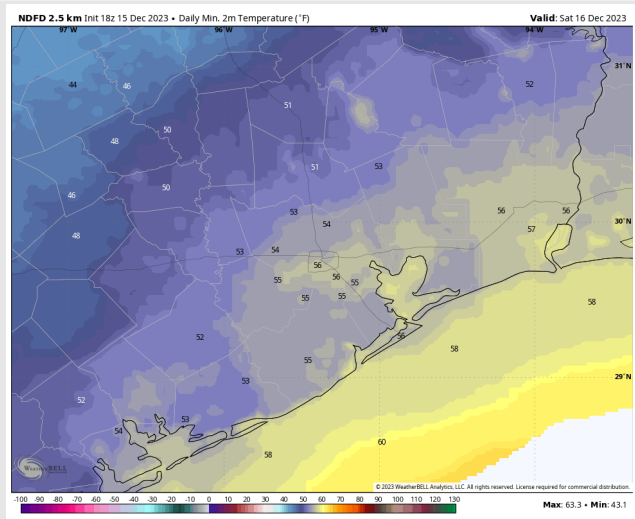 NDFD 2.5 km Init 18z 15 Dec 2023 • Daily Min. 2m Temperature (°F) Valid: Sat 16 Dec 2023
97°W 96°W 95°W 94°W
31°N
44 46 52
51
48 50
51 53
50
46 53 56 56
54 30°N
48 53 54 57
56
55 56 55
55 55
58
52 56
58
55
53 29°N
52
53
54
60
58
WeatherBELL
© 2023 WeatherBELL Analytics, LLC. All rights reserved. License required for commercial distribution.
-100 -90 -80 -70 -60 -50 -40 -30 -20 -10 0 10 20 30 40 50 60 70 80 90 100 110 120 130
Max: 63.3 • Min: 43.1